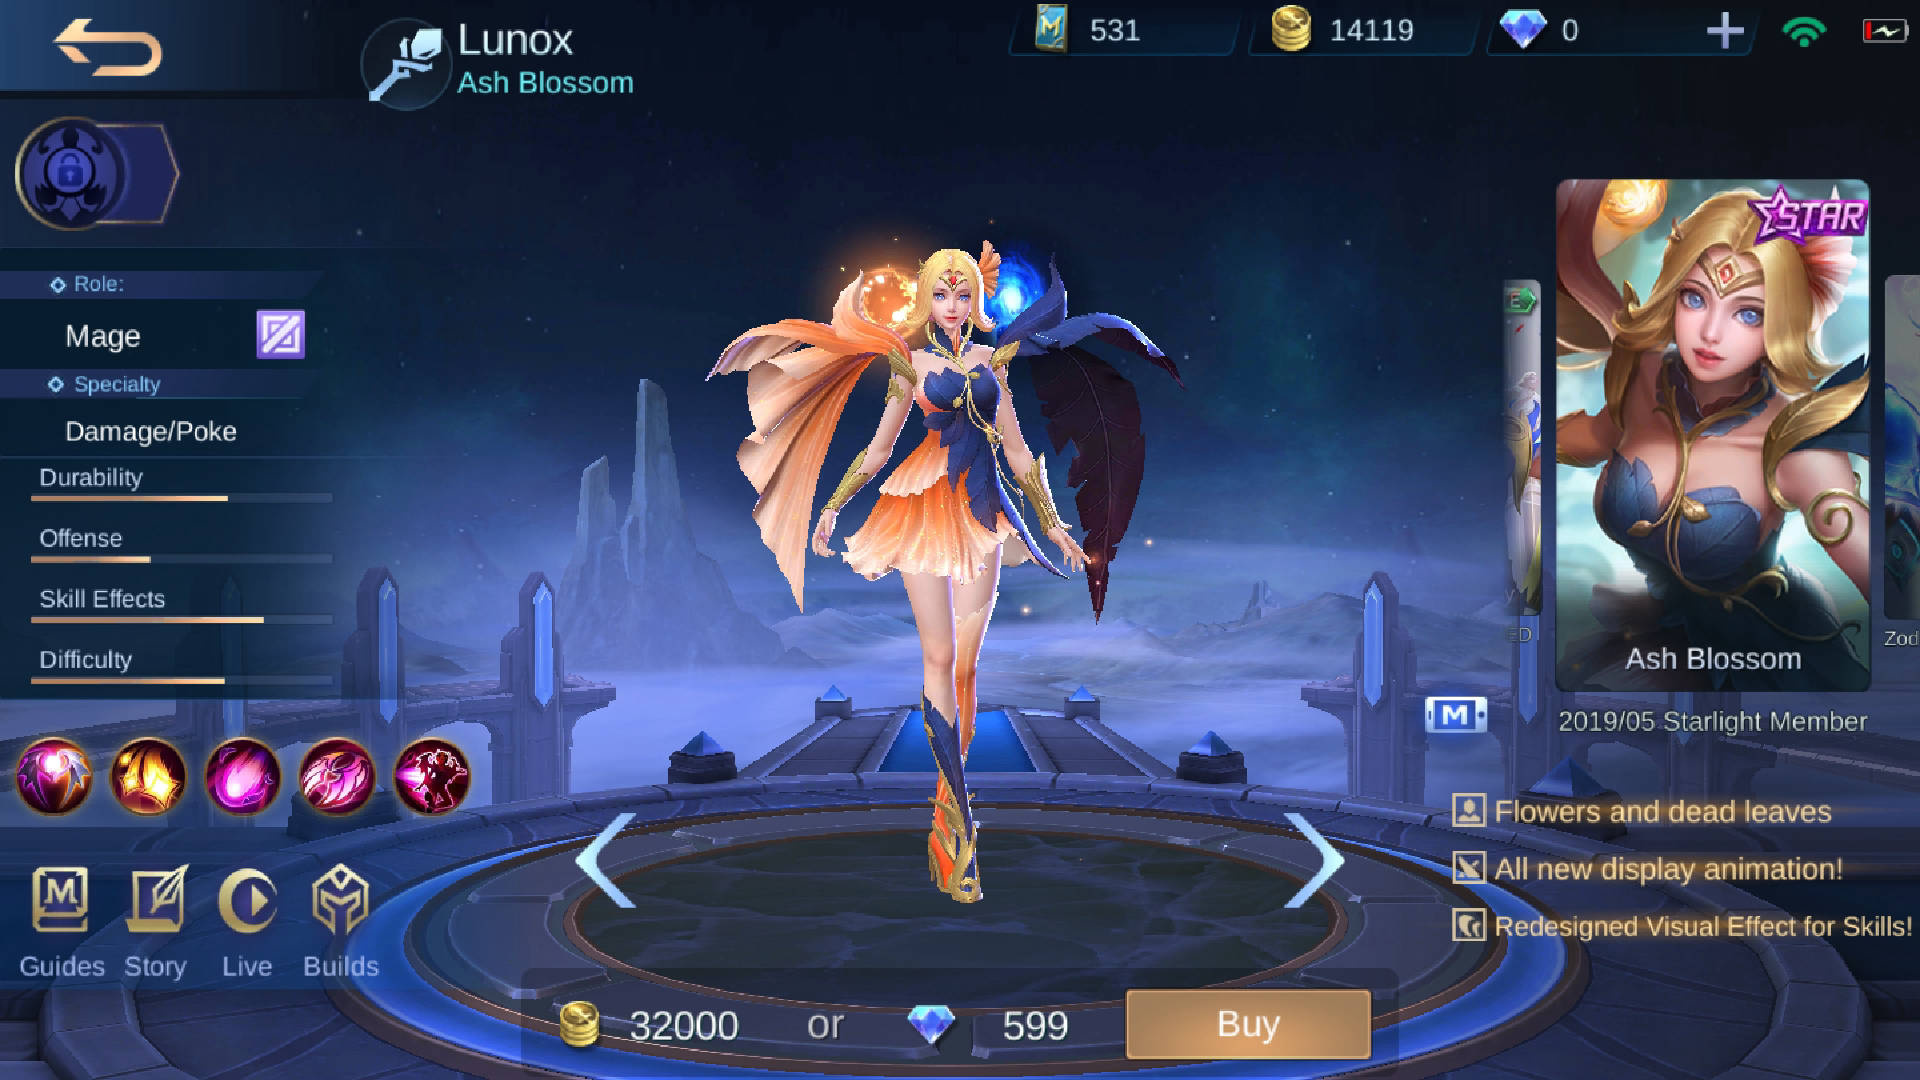 Lunox
Ash Blossom
531
14119
0
Role:
Mage
Specialty
Damage/Poke
Durability
Offense
Skill Effects
Difficulty
Guides
Story
Live
Builds
32000
or
599
Buy
E
STAR
Ash Blossom
ED
Zod
M
2019/05 Starlight Member
Flowers and dead leaves
All new display animation!
Redesigned Visual Effect for Skills!